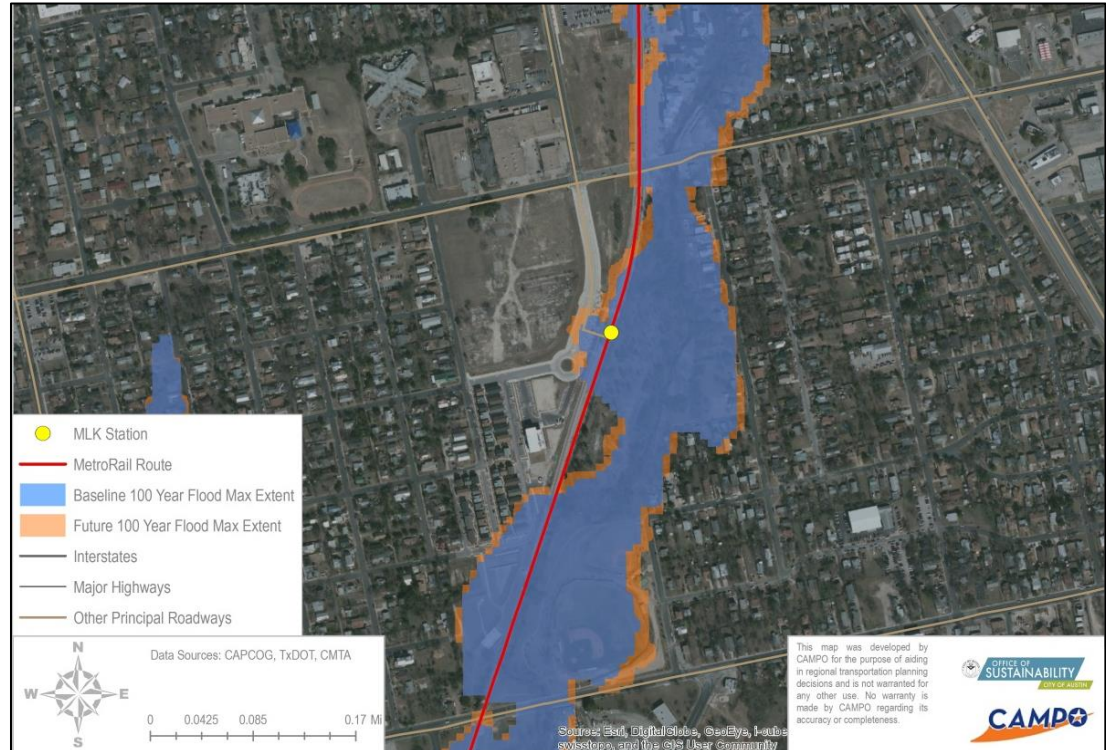 MLK Station
MetroRail Route
Baseline 100 Year Flood Max Extent
Future 100 Year Flood Max Extent
Interstates
Major Highways
Other Principal Roadways
N
W
E
S
Data Sources: CAPCOG, TxDOT, CMTA
0 0.0425 0.085 0.17 Mi
Source: Esri, DigitalGlobe, GeoEye, i-cube
swisstopo, and the GIS User Community
This map was developed by
CAMPO for the purpose of aiding
in regional transportation planning
decisions and is not warranted for
any other use. No warranty is
made by CAMPO regarding its
accuracy or completeness.
OFFICE OF
SUSTAINABILITY
CITY OF AUSTIN
CAMPO